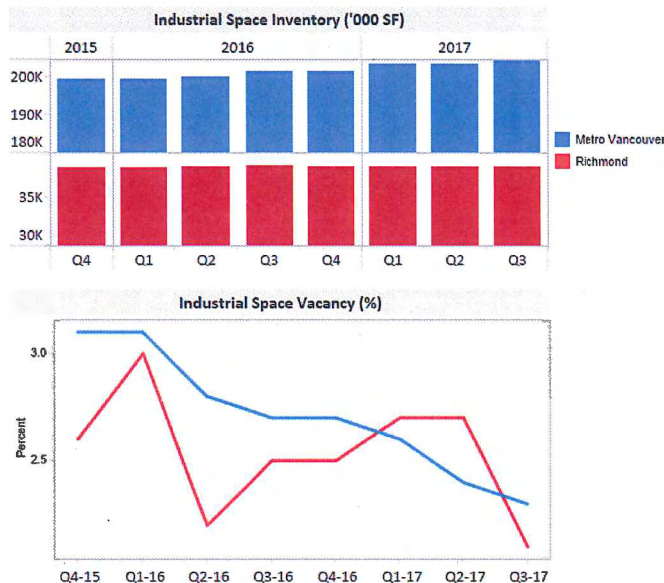 Industrial Space Inventory ('000 SF)
2015 2016 2017
200K
190K
180K
Metro Vancouver
Richmond
35K
30K
Q4 Q1 Q2 Q3 Q4 Q1 Q2 Q3
Industrial Space Vacancy (%)
3.0
Percent
2.5
Q4-15 Q1-16 Q2-16 Q3-16 Q4-16 Q1-17 Q2-17 Q3-17